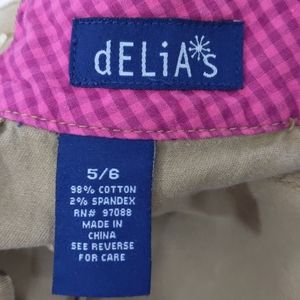 dELiA*s
5/6
98% COTTON
2% SPANDEX
RN# 97088
MADE IN
CHINA
SEE REVERSE
FOR CARE